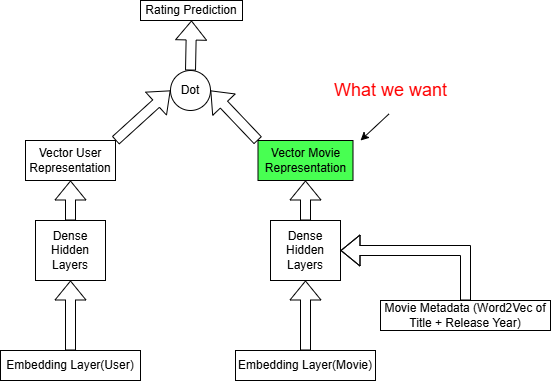 Rating Prediction
Dot
What we want
Vector User
Representation
Vector Movie
Representation
Dense
Hidden
Layers
Dense
Hidden
Layers
Movie Metadata (Word2Vec of
Title + Release Year)
Embedding Layer(User)
Embedding Layer(Movie)